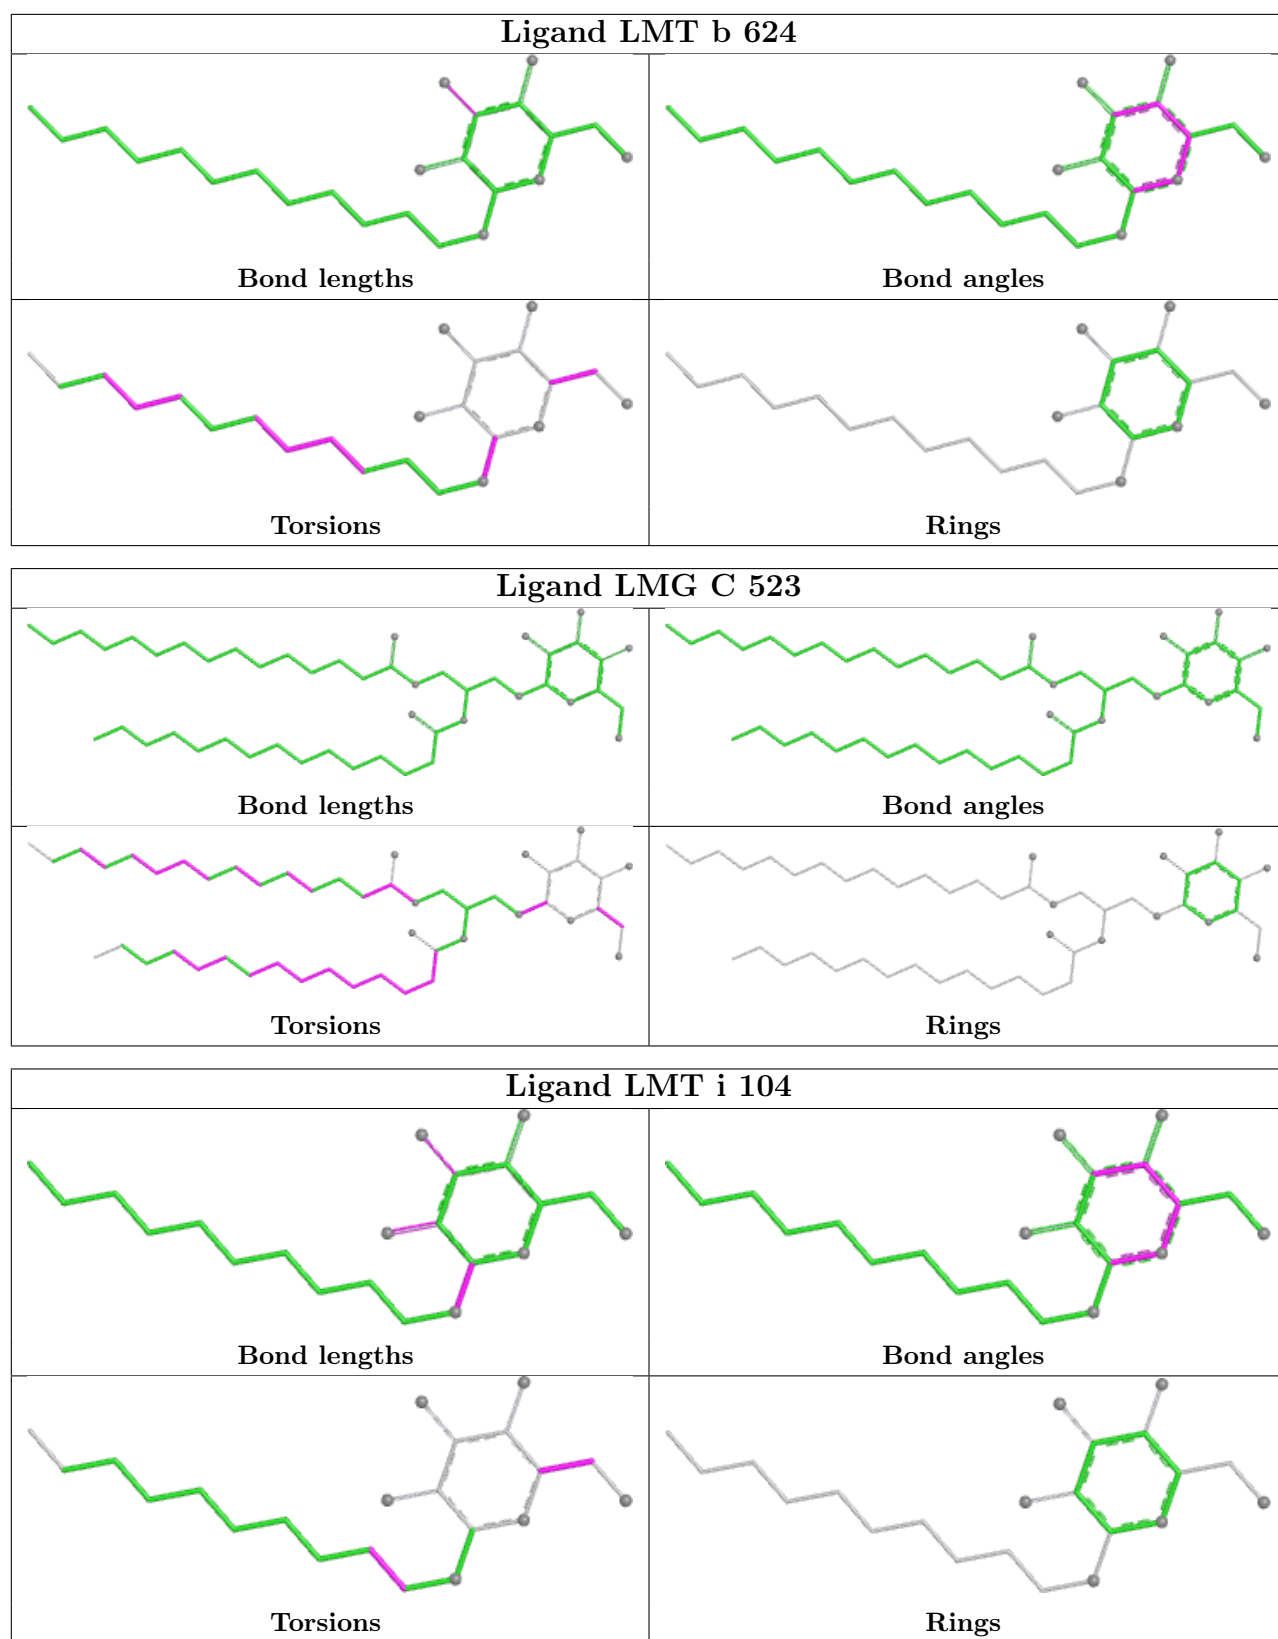 Ligand LMT b 624
Bond lengths
Bond angles
Torsions
Rings
Ligand LMG C 523
Bond lengths
Bond angles
Torsions
Rings
Ligand LMT i 104
Bond lengths
Bond angles
Torsions
Rings